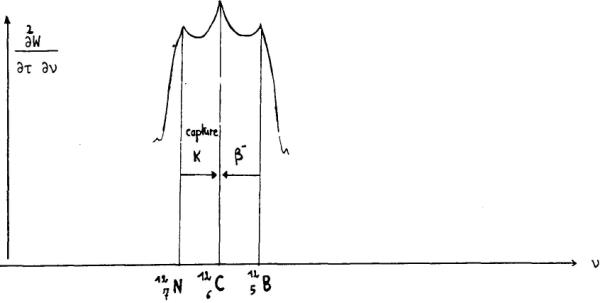 ∂²W
∂τ ∂ν
capture
K β⁻
ν
¹²₇N ¹²₆C ¹²₅B